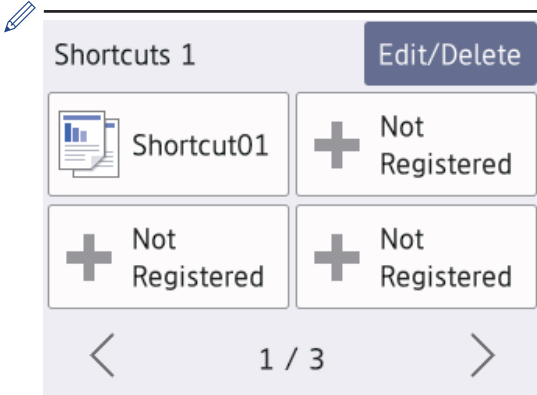 Shortcuts 1
Edit/Delete
Shortcut01
Not
Registered
Not
Registered
Not
Registered
1 / 3